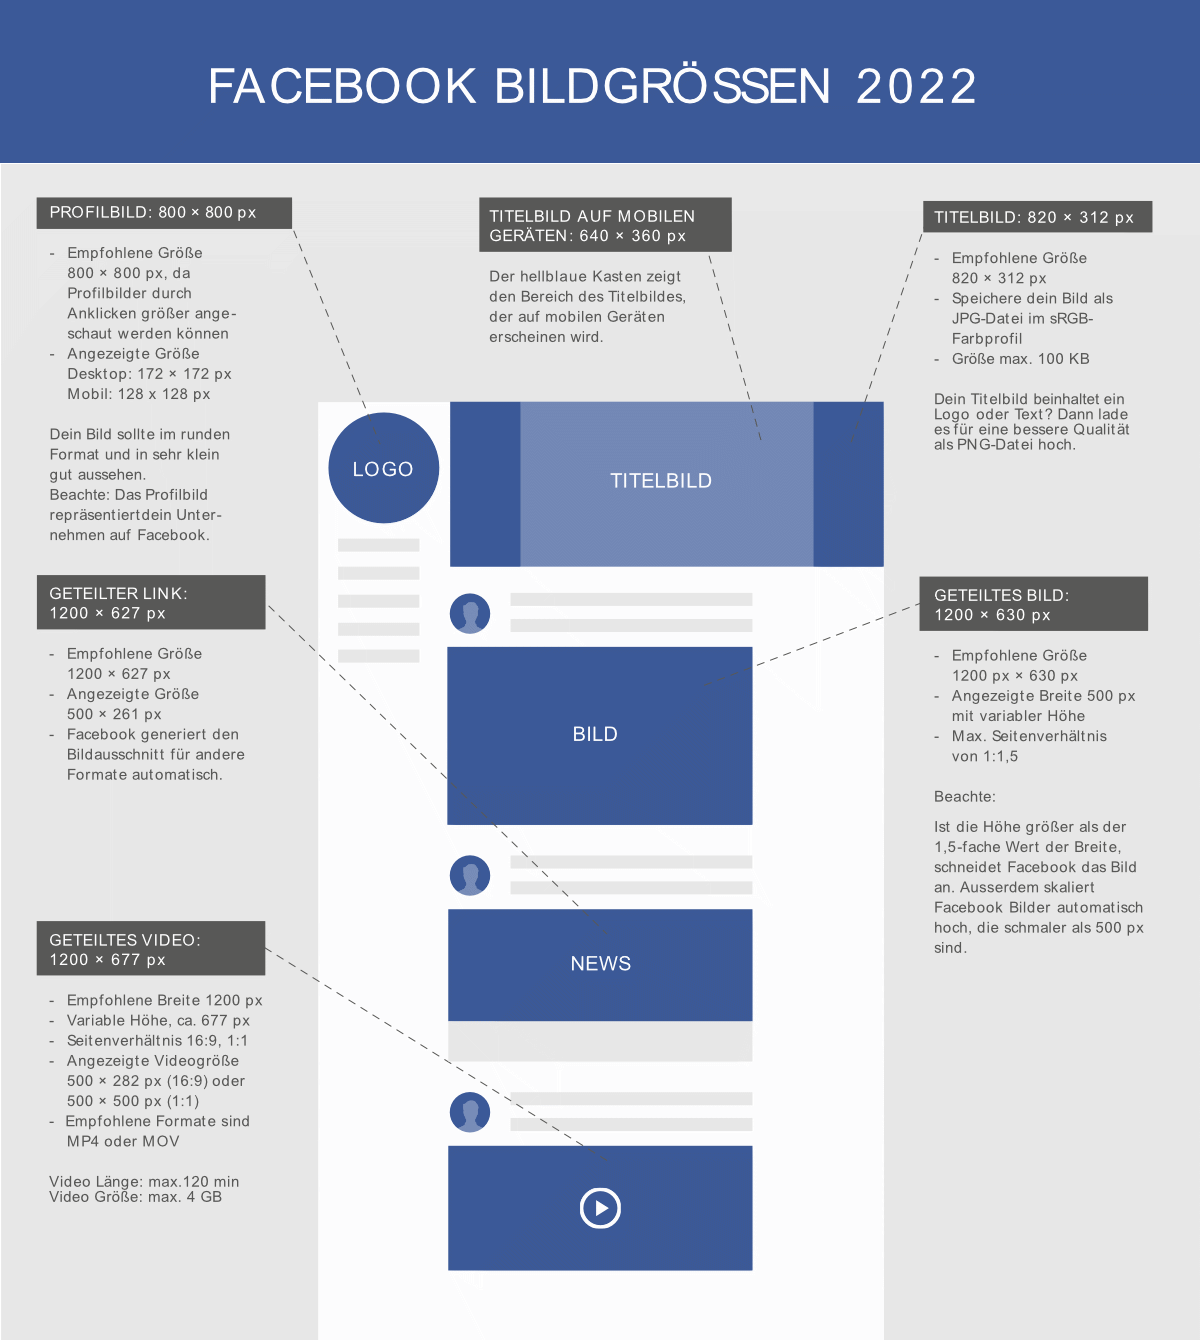 FACEBOOK BILDGRÖSSEN 2022
PROFILBILD: 800 × 800 px
- Empfohlene Größe
800 × 800 px, da
Profilbilder durch
Anklicken größer ange-
schaut werden können
- Angezeigte Größe
Desktop: 172 × 172 px
Mobil: 128 x 128 px
Dein Bild sollte im runden
Format und in sehr klein
gut aussehen.
Beachte: Das Profilbild
repräsentiert dein Unter-
nehmen auf Facebook.
TITELBILD AUF MOBILEN
GERÄTEN: 640 × 360 px
Der hellblaue Kasten zeigt
den Bereich des Titelbildes,
der auf mobilen Geräten
erscheinen wird.
TITELBILD: 820 × 312 px
- Empfohlene Größe
820 × 312 px
- Speichere dein Bild als
JPG-Datei im sRGB-
Farbprofil
- Größe max. 100 KB
Dein Titelbild beinhaltet ein
Logo oder Text? Dann lade
es für eine bessere Qualität
als PNG-Datei hoch.
LOGO
TITELBILD
GETEILTER LINK:
1200 × 627 px
- Empfohlene Größe
1200 × 627 px
- Angezeigte Größe
500 × 261 px
- Facebook generiert den
Bildausschnitt für andere
Formate automatisch.
BILD
GETEILTES BILD:
1200 × 630 px
- Empfohlene Größe
1200 px × 630 px
- Angezeigte Breite 500 px
mit variabler Höhe
- Max. Seitenverhältnis
von 1:1,5
Beachte:
Ist die Höhe größer als der
1,5-fache Wert der Breite,
schneidet Facebook das Bild
an. Ausserdem skaliert
Facebook Bilder automatisch
hoch, die schmaler als 500 px
sind.
NEWS
GETEILTES VIDEO:
1200 × 677 px
- Empfohlene Breite 1200 px
- Variable Höhe, ca. 677 px
- Seitenverhältnis 16:9, 1:1
- Angezeigte Videogröße
500 × 282 px (16:9) oder
500 × 500 px (1:1)
- Empfohlene Formate sind
MP4 oder MOV
Video Länge: max.120 min
Video Größe: max. 4 GB